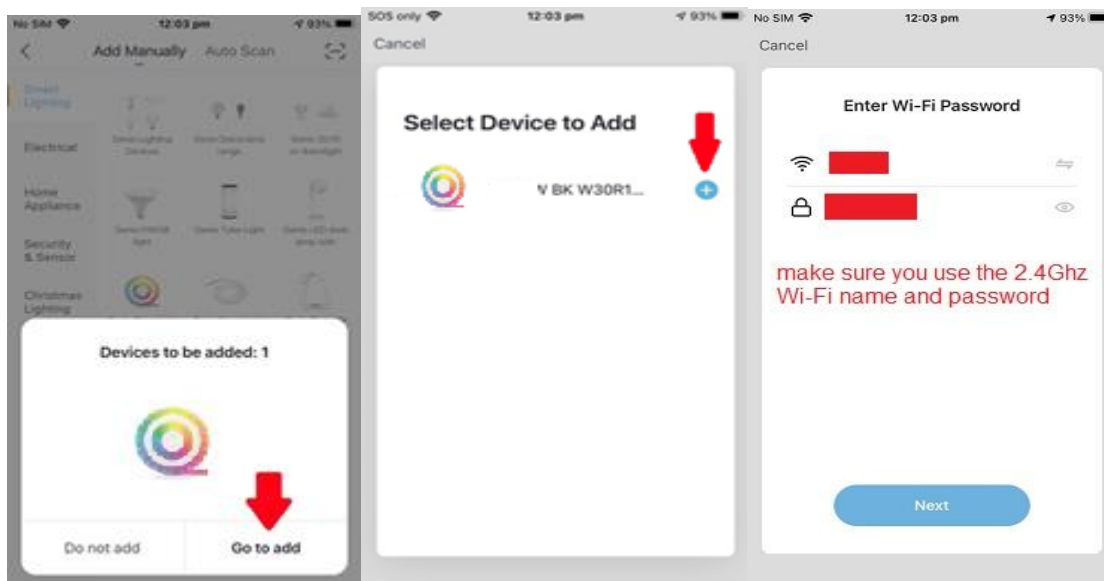 No SIM 12:03 pm 93%
Add Manually Auto Scan
Smart
Lighting
Electrical
Home
Appliance
Security
& Sensor
Christmas
Lighting
Devices to be added: 1
Do not add Go to add
SOS only 12:03 pm 93%
Cancel
Select Device to Add
BK W30R1...
No SIM 12:03 pm 93%
Cancel
Enter Wi-Fi Password
make sure you use the 2.4Ghz
Wi-Fi name and password
Next